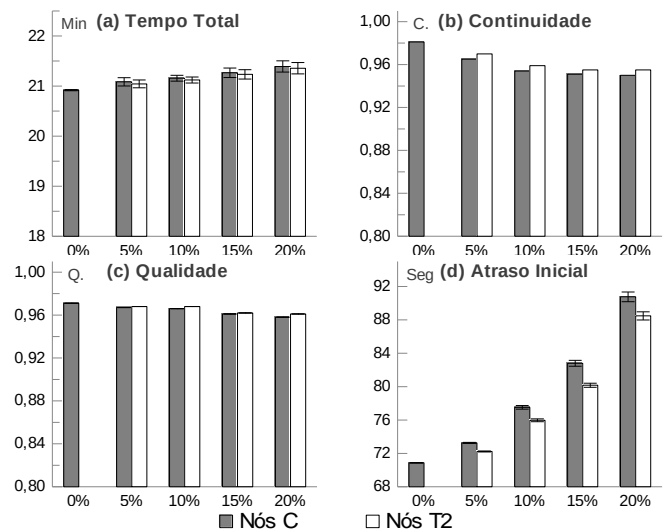 Min (a) Tempo Total
22
21
20
19
18
0% 5% 10% 15% 20%
C. (b) Continuidade
1,00
0,96
0,92
0,88
0,84
0,80
0% 5% 10% 15% 20%
Q. (c) Qualidade
1,00
0,96
0,92
0,88
0,84
0,80
0% 5% 10% 15% 20%
Seg (d) Atraso Inicial
92
88
84
80
76
72
68
0% 5% 10% 15% 20%
Nós C Nós T2